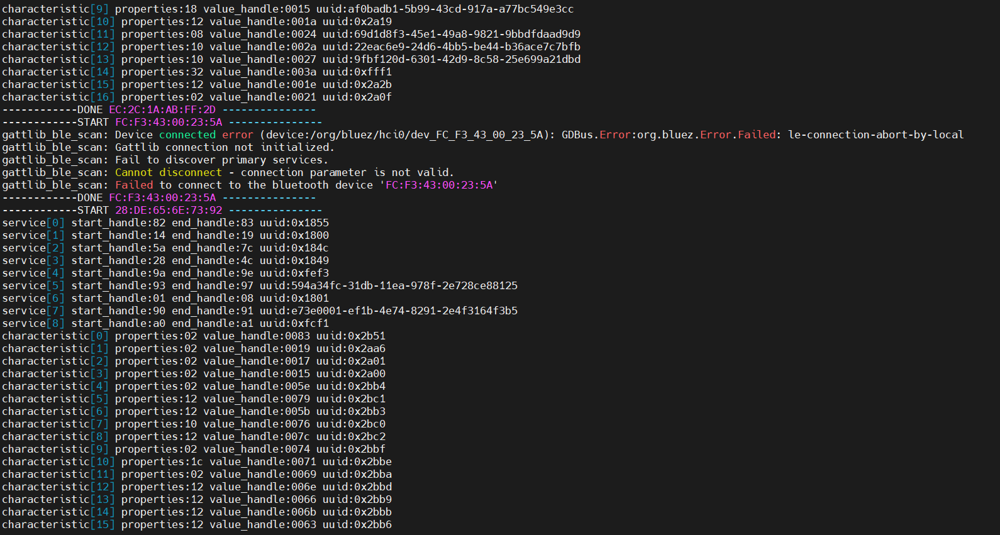 characteristic[9] properties:18 value_handle:0015 uuid:af0badb1-5b99-43cd-917a-a77bc549e3cc
characteristic[10] properties:12 value_handle:001a uuid:0x2a19
characteristic[11] properties:08 value_handle:0024 uuid:69d1d8f3-45e1-49a8-9821-9bbdfdaad9d9
characteristic[12] properties:10 value_handle:002a uuid:22eac6e9-24d6-4bb5-be44-b36ace7c7bfb
characteristic[13] properties:10 value_handle:0027 uuid:9fbf120d-6301-42d9-8c58-25e699a21dbd
characteristic[14] properties:32 value_handle:003a uuid:0xfff1
characteristic[15] properties:12 value_handle:001e uuid:0x2a2b
characteristic[16] properties:02 value_handle:0021 uuid:0x2a0f
------------DONE EC:2C:1A:AB:FF:2D ---------------
------------START FC:F3:43:00:23:5A ---------------
gattlib_ble_scan: Device connected error (device:/org/bluez/hci0/dev_FC_F3_43_00_23_5A): GDBus.Error:org.bluez.Error.Failed: le-connection-abort-by-local
gattlib_ble_scan: Gattlib connection not initialized.
gattlib_ble_scan: Fail to discover primary services.
gattlib_ble_scan: Cannot disconnect - connection parameter is not valid.
gattlib_ble_scan: Failed to connect to the bluetooth device 'FC:F3:43:00:23:5A'
------------DONE FC:F3:43:00:23:5A ---------------
------------START 28:DE:65:6E:73:92 ---------------
service[0] start_handle:82 end_handle:83 uuid:0x1855
service[1] start_handle:14 end_handle:19 uuid:0x1800
service[2] start_handle:5a end_handle:7c uuid:0x184c
service[3] start_handle:28 end_handle:4c uuid:0x1849
service[4] start_handle:9a end_handle:9e uuid:0xfef3
service[5] start_handle:93 end_handle:97 uuid:594a34fc-31db-11ea-978f-2e728ce88125
service[6] start_handle:01 end_handle:08 uuid:0x1801
service[7] start_handle:90 end_handle:91 uuid:e73e0001-ef1b-4e74-8291-2e4f3164f3b5
service[8] start_handle:a0 end_handle:a1 uuid:0xfcf1
characteristic[0] properties:02 value_handle:0083 uuid:0x2b51
characteristic[1] properties:02 value_handle:0019 uuid:0x2aa6
characteristic[2] properties:02 value_handle:0017 uuid:0x2a01
characteristic[3] properties:02 value_handle:0015 uuid:0x2a00
characteristic[4] properties:02 value_handle:005e uuid:0x2bb4
characteristic[5] properties:12 value_handle:0079 uuid:0x2bc1
characteristic[6] properties:12 value_handle:005b uuid:0x2bb3
characteristic[7] properties:10 value_handle:0076 uuid:0x2bc0
characteristic[8] properties:12 value_handle:007c uuid:0x2bc2
characteristic[9] properties:02 value_handle:0074 uuid:0x2bbf
characteristic[10] properties:1c value_handle:0071 uuid:0x2bbe
characteristic[11] properties:02 value_handle:0069 uuid:0x2bba
characteristic[12] properties:12 value_handle:006e uuid:0x2bbd
characteristic[13] properties:12 value_handle:0066 uuid:0x2bb9
characteristic[14] properties:12 value_handle:006b uuid:0x2bbb
characteristic[15] properties:12 value_handle:0063 uuid:0x2bb6